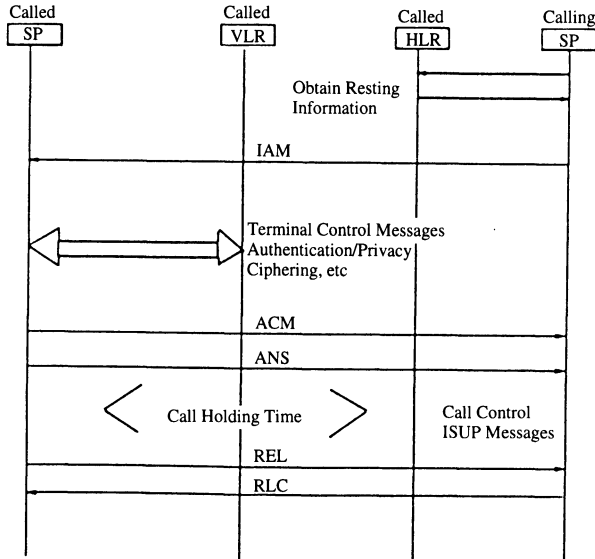 Called Called Called Calling
SP VLR HLR SP
Obtain Resting
Information
IAM
Terminal Control Messages
Authentication/Privacy
Ciphering, etc
ACM
ANS
Call Holding Time
Call Control
ISUP Messages
REL
RLC